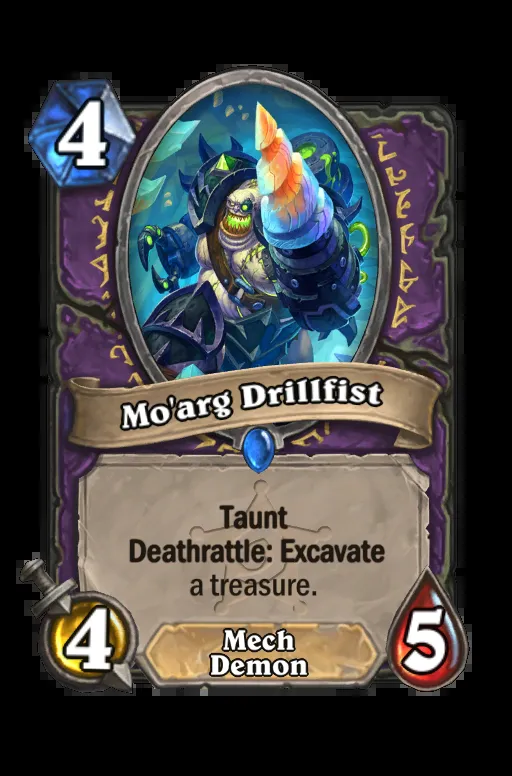 4
Mo'arg Drillfist
Taunt
Deathrattle: Excavate
a treasure.
4
Mech
Demon
5